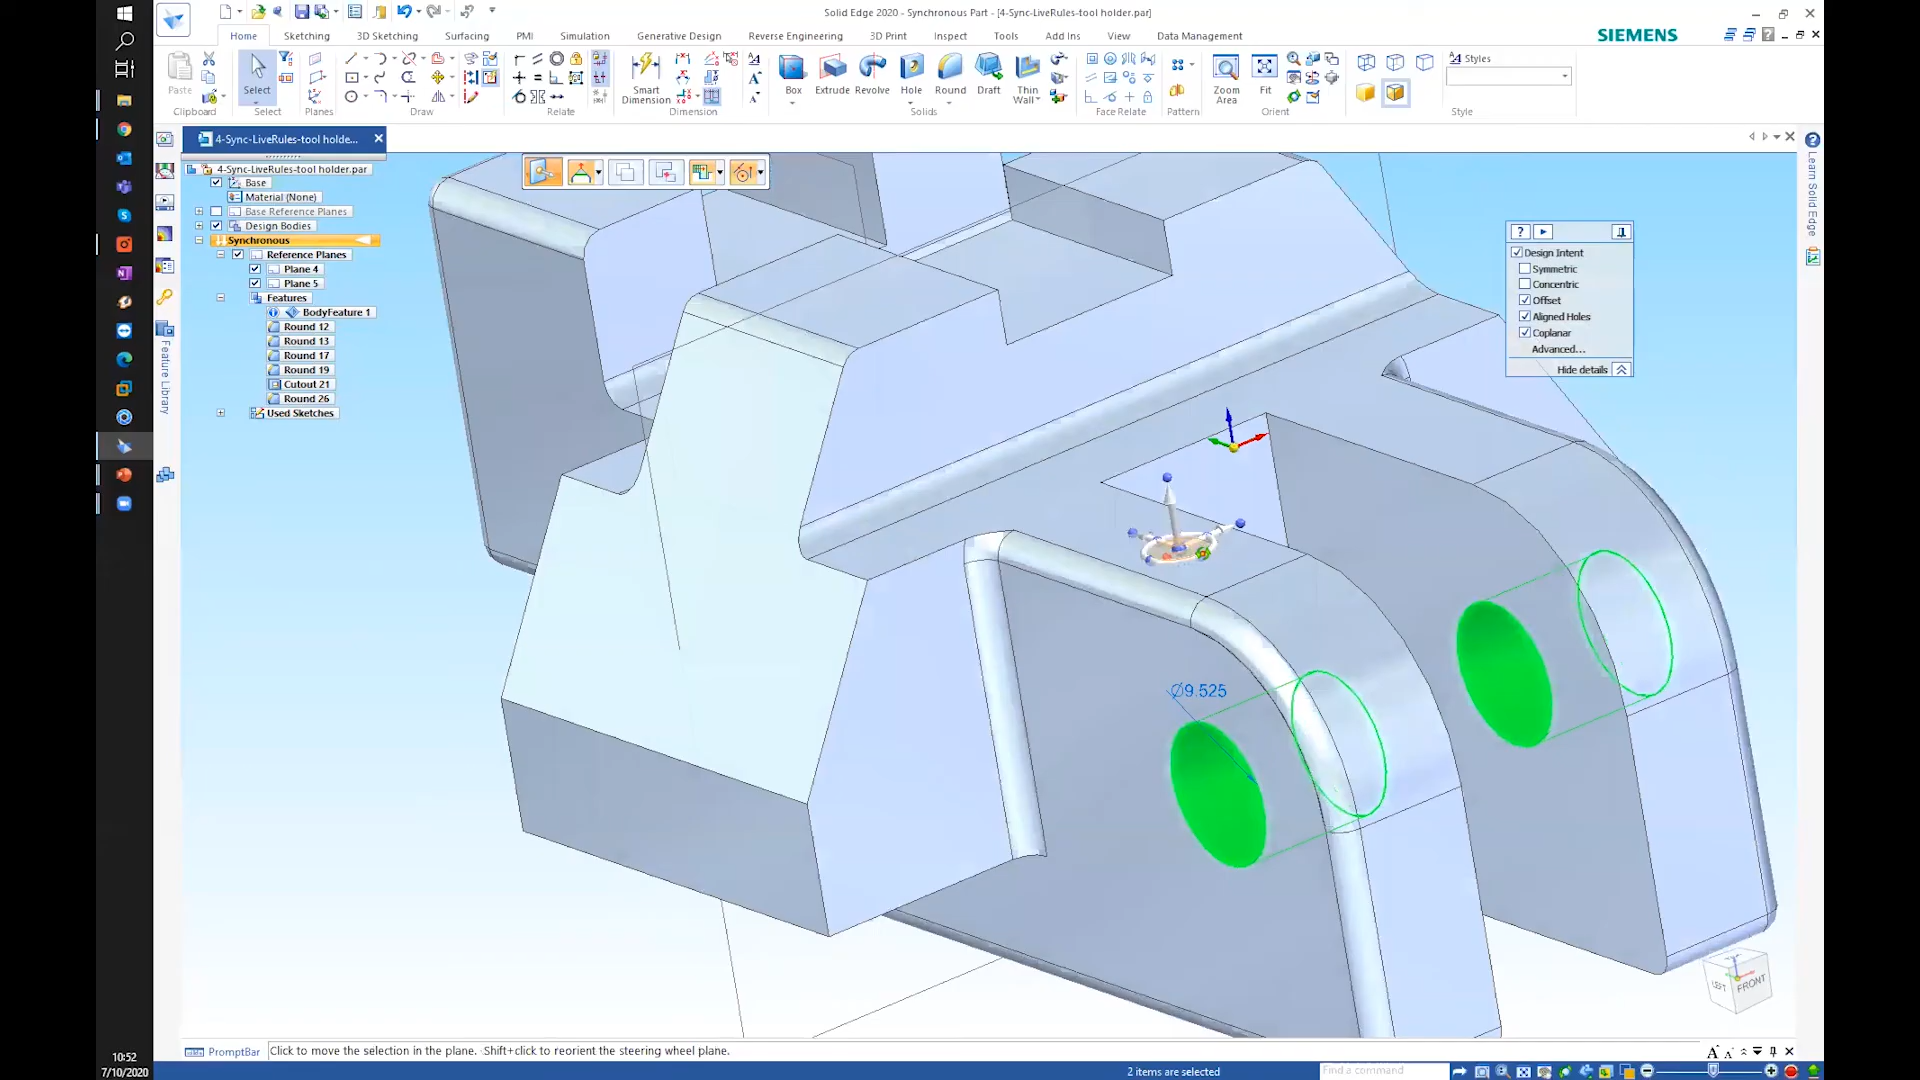 Solid Edge 2020 - Synchronous Part - [4-Sync-LiveRules-tool holder.par]
Home Sketching 3D Sketching Surfacing PMI Simulation Generative Design Reverse Engineering 3D Print Inspect Tools Add Ins View Data Management
SIEMENS
Paste
Select
Smart Dimension
Box Extrude Revolve Hole Round Draft Thin Wall
Zoom Area
Fit
Styles
Clipboard Select Planes Draw Relate Dimension Solids Face Relate Pattern Orient Style
4-Sync-LiveRules-tool holde...
4-Sync-LiveRules-tool holder.par
Base
Material (None)
Base Reference Planes
Design Bodies
Synchronous
Reference Planes
Plane 4
Plane 5
Features
BodyFeature 1
Round 12
Round 13
Round 17
Round 19
Cutout 21
Round 26
Used Sketches
Feature Library
Learn Solid Edge
Design Intent
Symmetric
Concentric
Offset
Aligned Holes
Coplanar
Advanced...
Hide details
Ø9.525
LEFT
FRONT
PromptBar
Click to move the selection in the plane. Shift+click to reorient the steering wheel plane.
2 items are selected
Find a command
10:52
7/10/2020